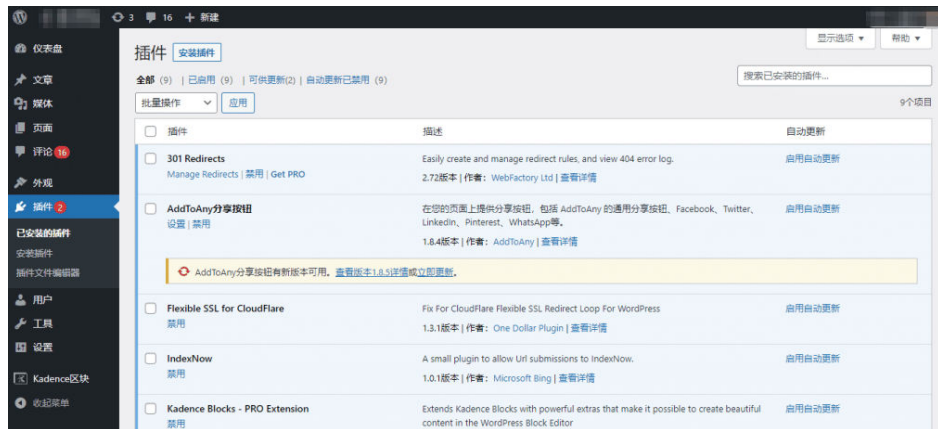 3 16 新建
显示选项 帮助
仪表盘
文章
媒体
页面
评论 16
外观
插件 2
已安装的插件
安装插件
插件文件编辑器
用户
工具
设置
Kadence区块
收起菜单
插件 安装插件
全部 (9) | 已启用 (9) | 可供更新(2) | 自动更新已禁用 (9)
搜索已安装的插件...
批量操作 应用
9个项目
插件 描述 自动更新
301 Redirects Easily create and manage redirect rules, and view 404 error log. 启用自动更新
Manage Redirects | 禁用 | Get PRO
2.72版本 | 作者: WebFactory Ltd | 查看详情
AddToAny分享按钮 在您的页面上提供分享按钮, 包括 AddToAny 的通用分享按钮、Facebook、Twitter、 启用自动更新
设置 | 禁用 Linkedin、Pinterest、WhatsApp等。
1.8.4版本 | 作者: AddToAny | 查看详情
AddToAny分享按钮有新版本可用。查看版本1.8.5详情或立即更新。
Flexible SSL for CloudFlare Fix For CloudFlare Flexible SSL Redirect Loop For WordPress 启用自动更新
禁用
1.3.1版本 | 作者: One Dollar Plugin | 查看详情
IndexNow A small plugin to allow Url submissions to IndexNow. 启用自动更新
禁用
1.0.1版本 | 作者: Microsoft Bing | 查看详情
Kadence Blocks - PRO Extension Extends Kadence Blocks with powerful extras that make it possible to create beautiful 启用自动更新
禁用 content in the WordPress Block Editor